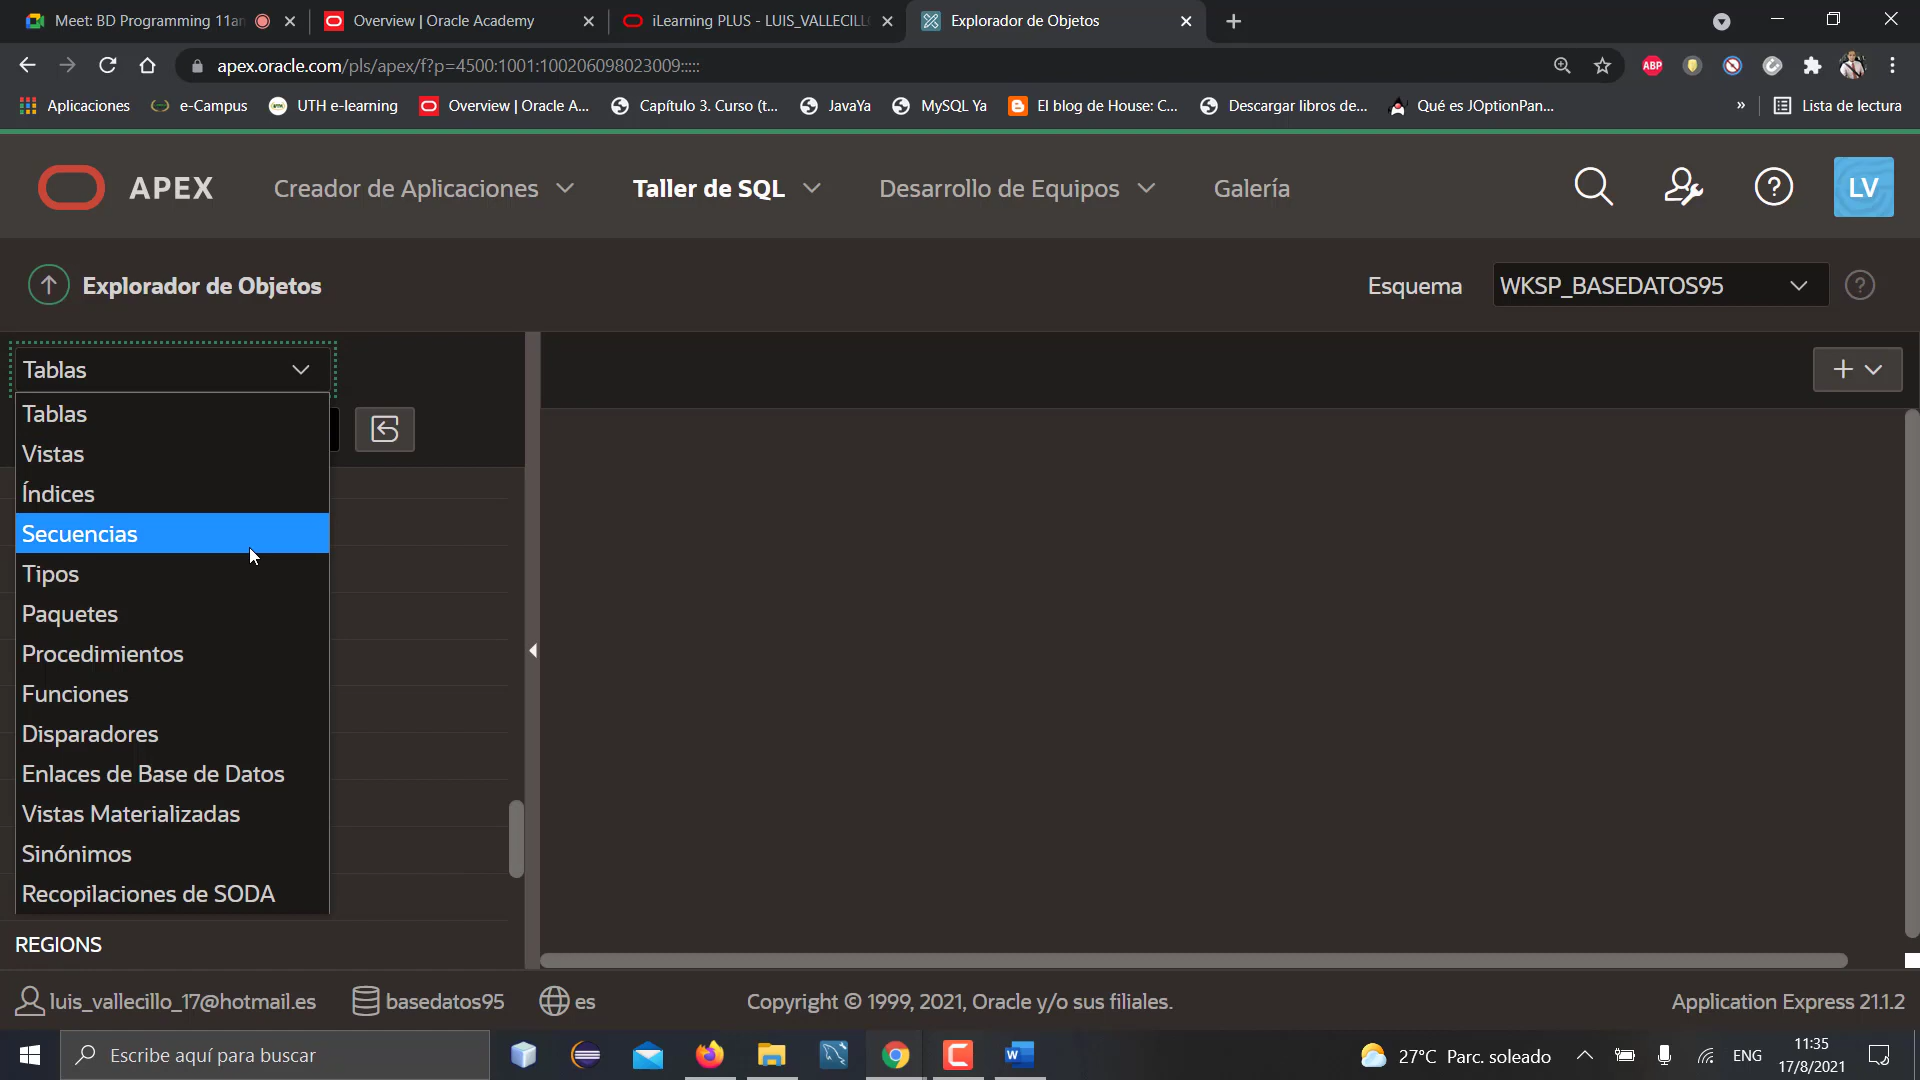 Meet: BD Programming 11am
Overview | Oracle Academy
iLearning PLUS - LUIS_VALLECILLO
Explorador de Objetos
apex.oracle.com/pls/apex/f?p=4500:1001:100206098023009:::::
ABP
Aplicaciones
e-Campus
UTH e-learning
Overview | Oracle A...
Capítulo 3. Curso (t...
JavaYa
MySQL Ya
El blog de House: C...
Descargar libros de...
Qué es JOptionPan...
»
Lista de lectura
APEX
Creador de Aplicaciones
Taller de SQL
Desarrollo de Equipos
Galería
LV
Explorador de Objetos
Esquema
WKSP_BASEDATOS95
Tablas
Tablas
Vistas
Índices
Secuencias
Tipos
Paquetes
Procedimientos
Funciones
Disparadores
Enlaces de Base de Datos
Vistas Materializadas
Sinónimos
Recopilaciones de SODA
REGIONS
luis_vallecillo_17@hotmail.es
basedatos95
es
Copyright © 1999, 2021, Oracle y/o sus filiales.
Application Express 21.1.2
Escribe aquí para buscar
27°C Parc. soleado
ENG
11:35
17/8/2021